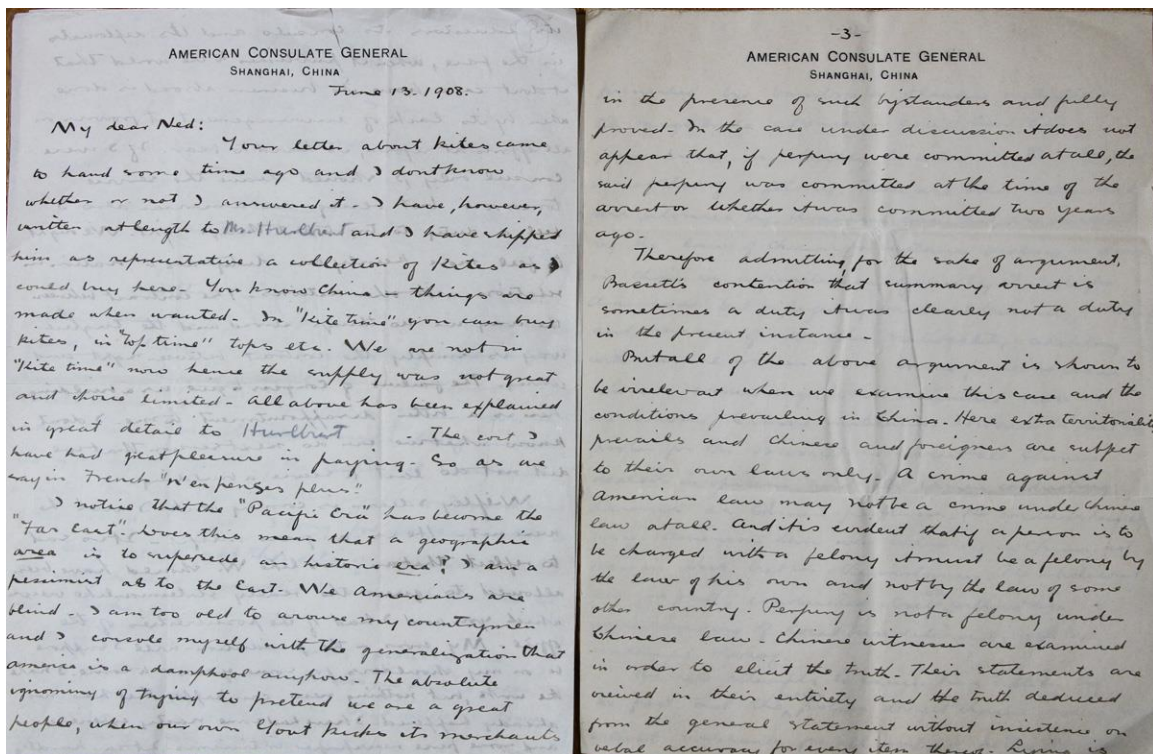 AMERICAN CONSULATE GENERAL
SHANGHAI, CHINA
June 13. 1908.
My dear Ned:
Your letter about kites came
to hand some time ago and I dont know
whether or not I answered it. I have, however,
written at length to Mr. Hurlbert and I have shipped
him as representative a collection of kites as I
could buy here. You know China - things are
made when wanted. In "kite time" you can buy
kites, in "top time" tops etc. We are not in
"kite time" now hence the supply was not great
and choice limited - all above has been explained
in great detail to Hurlbert. The cost I
have had great pleasure in paying. So as we
say in French "N'en penses plus."
I notice that the "Pacific Era" has become the
"Far East". Does this mean that a geographic
area is to supersede an historic era? I am a
pessimist as to the East. We Americans are
blind. I am too old to arouse my countrymen
and I console myself with the generalization that
america is a damphool anyhow. The absolute
ignominy of trying to pretend we are a great
people, when our own Govt kicks its merchants
-3-
AMERICAN CONSULATE GENERAL
SHANGHAI, CHINA
in the presence of such bystanders and fully
proved. In the case under discussion it does not
appear that, if perjury were committed at all, the
said perjury was committed at the time of the
arrest or whether it was committed two years
ago.
Therefore admitting, for the sake of argument,
Bassetts contention that summary arrest is
sometimes a duty it was clearly not a duty
in the present instance.
But all of the above argument is shown to
be irrelevant when we examine this case and the
conditions prevailing in China. Here extraterritoriality
prevails and Chinese and foreigners are subject
to their own laws only. A crime against
American law may not be a crime under Chinese
law at all. And it is evident that if a person is to
be charged with a felony it must be a felony by
the law of his own and not by the law of some
other country. Perjury is not a felony under
Chinese law. Chinese witnesses are examined
in order to elicit the truth. Their statements are
received in their entirety and the truth deduced
from the general statement without insistence on
verbal accuracy for every item thereof.